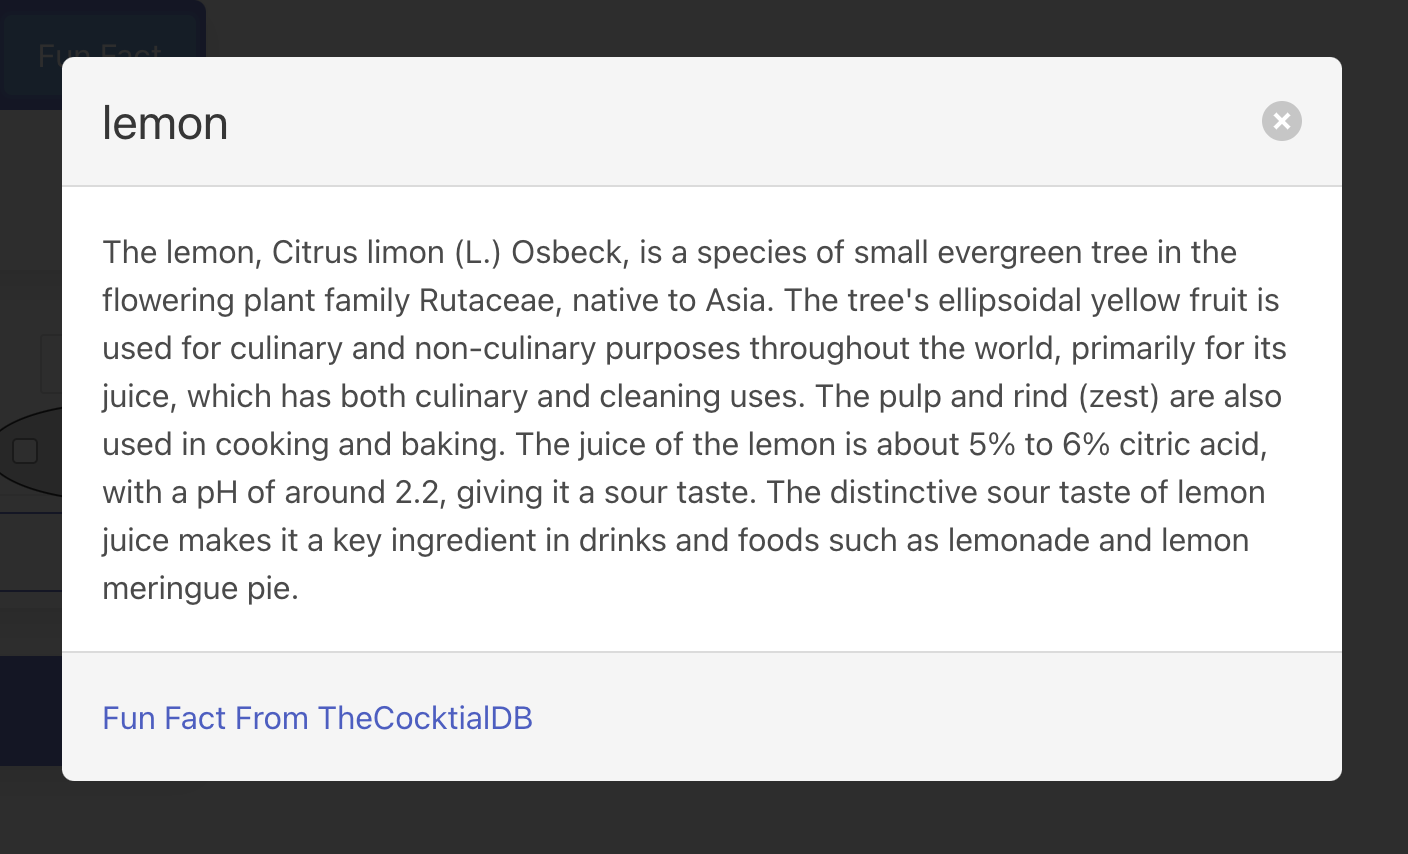 Fun Fact
lemon
The lemon, Citrus limon (L.) Osbeck, is a species of small evergreen tree in the
flowering plant family Rutaceae, native to Asia. The tree's ellipsoidal yellow fruit is
used for culinary and non-culinary purposes throughout the world, primarily for its
juice, which has both culinary and cleaning uses. The pulp and rind (zest) are also
used in cooking and baking. The juice of the lemon is about 5% to 6% citric acid,
with a pH of around 2.2, giving it a sour taste. The distinctive sour taste of lemon
juice makes it a key ingredient in drinks and foods such as lemonade and lemon
meringue pie.
Fun Fact From TheCocktialDB